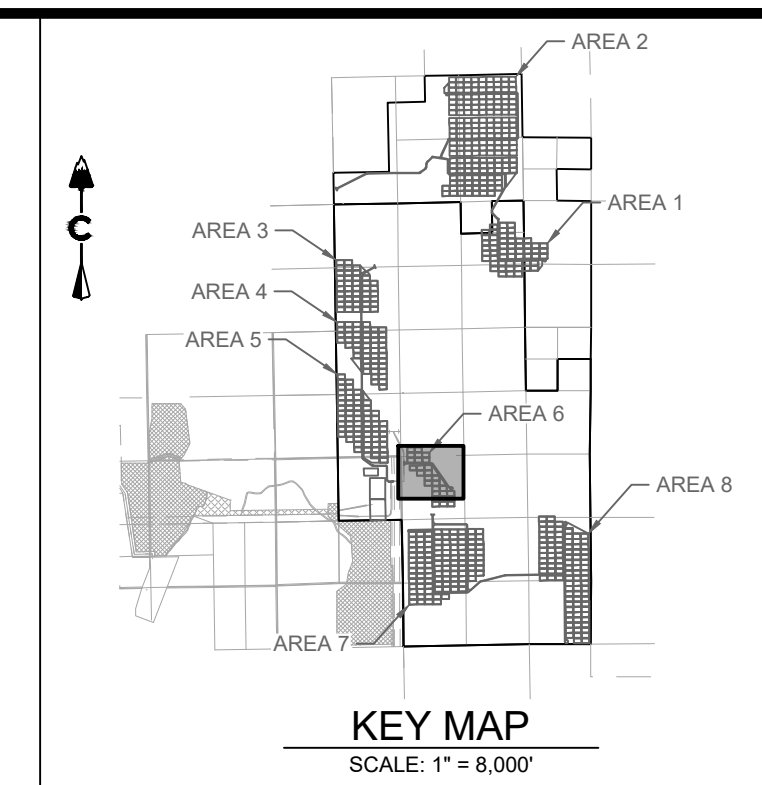 AREA 2
AREA 1
AREA 3
AREA 4
AREA 5
AREA 6
AREA 8
AREA 7
C
KEY MAP
SCALE: 1" = 8,000'